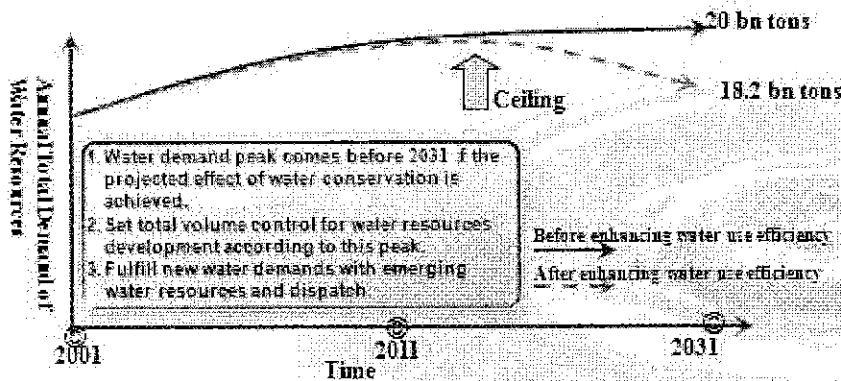 20 bn tons
18.2 bn tons
Ceiling
Annual Total Demand of
Water Resources
1. Water demand peak comes before 2031 if the
projected effect of water conservation is
achieved.
2. Set total volume control for water resources
development according to this peak.
3. Fulfill new water demands with emerging
water resources and dispatch.
Before enhancing water use efficiency
After enhancing water use efficiency
2001
2011
2031
Time